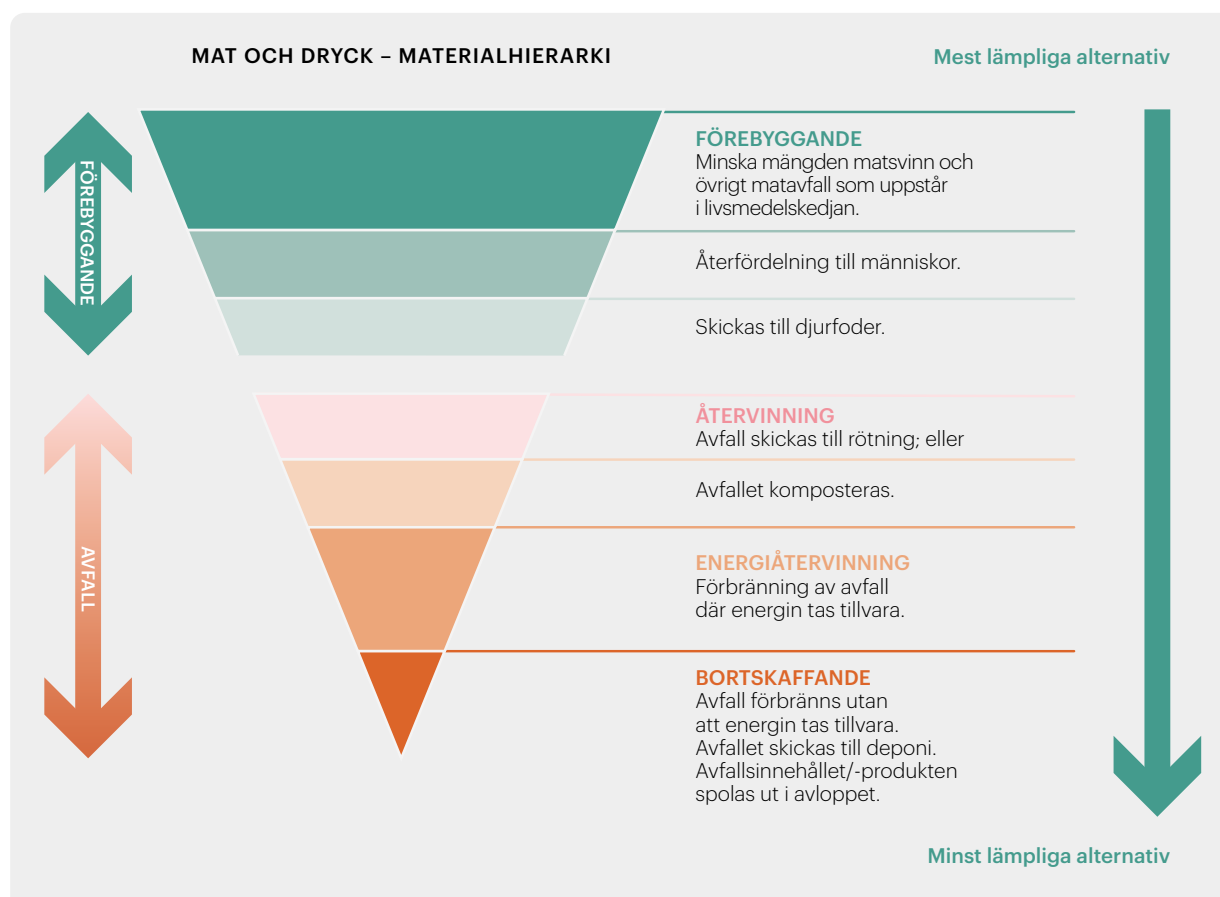 MAT OCH DRYCK – MATERIALHIERARKI
Mest lämpliga alternativ
FÖREBYGGANDE
FÖREBYGGANDE
Minska mängden matsvinn och
övrigt matavfall som uppstår
i livsmedelskedjan.
Återfördelning till människor.
Skickas till djurfoder.
AVFALL
ÅTERVINNING
Avfall skickas till rötning; eller
Avfallet komposteras.
ENERGIÅTERVINNING
Förbränning av avfall
där energin tas tillvara.
BORTSKAFFANDE
Avfall förbränns utan
att energin tas tillvara.
Avfallet skickas till deponi.
Avfallsinnehållet/-produkten
spolas ut i avloppet.
Minst lämpliga alternativ